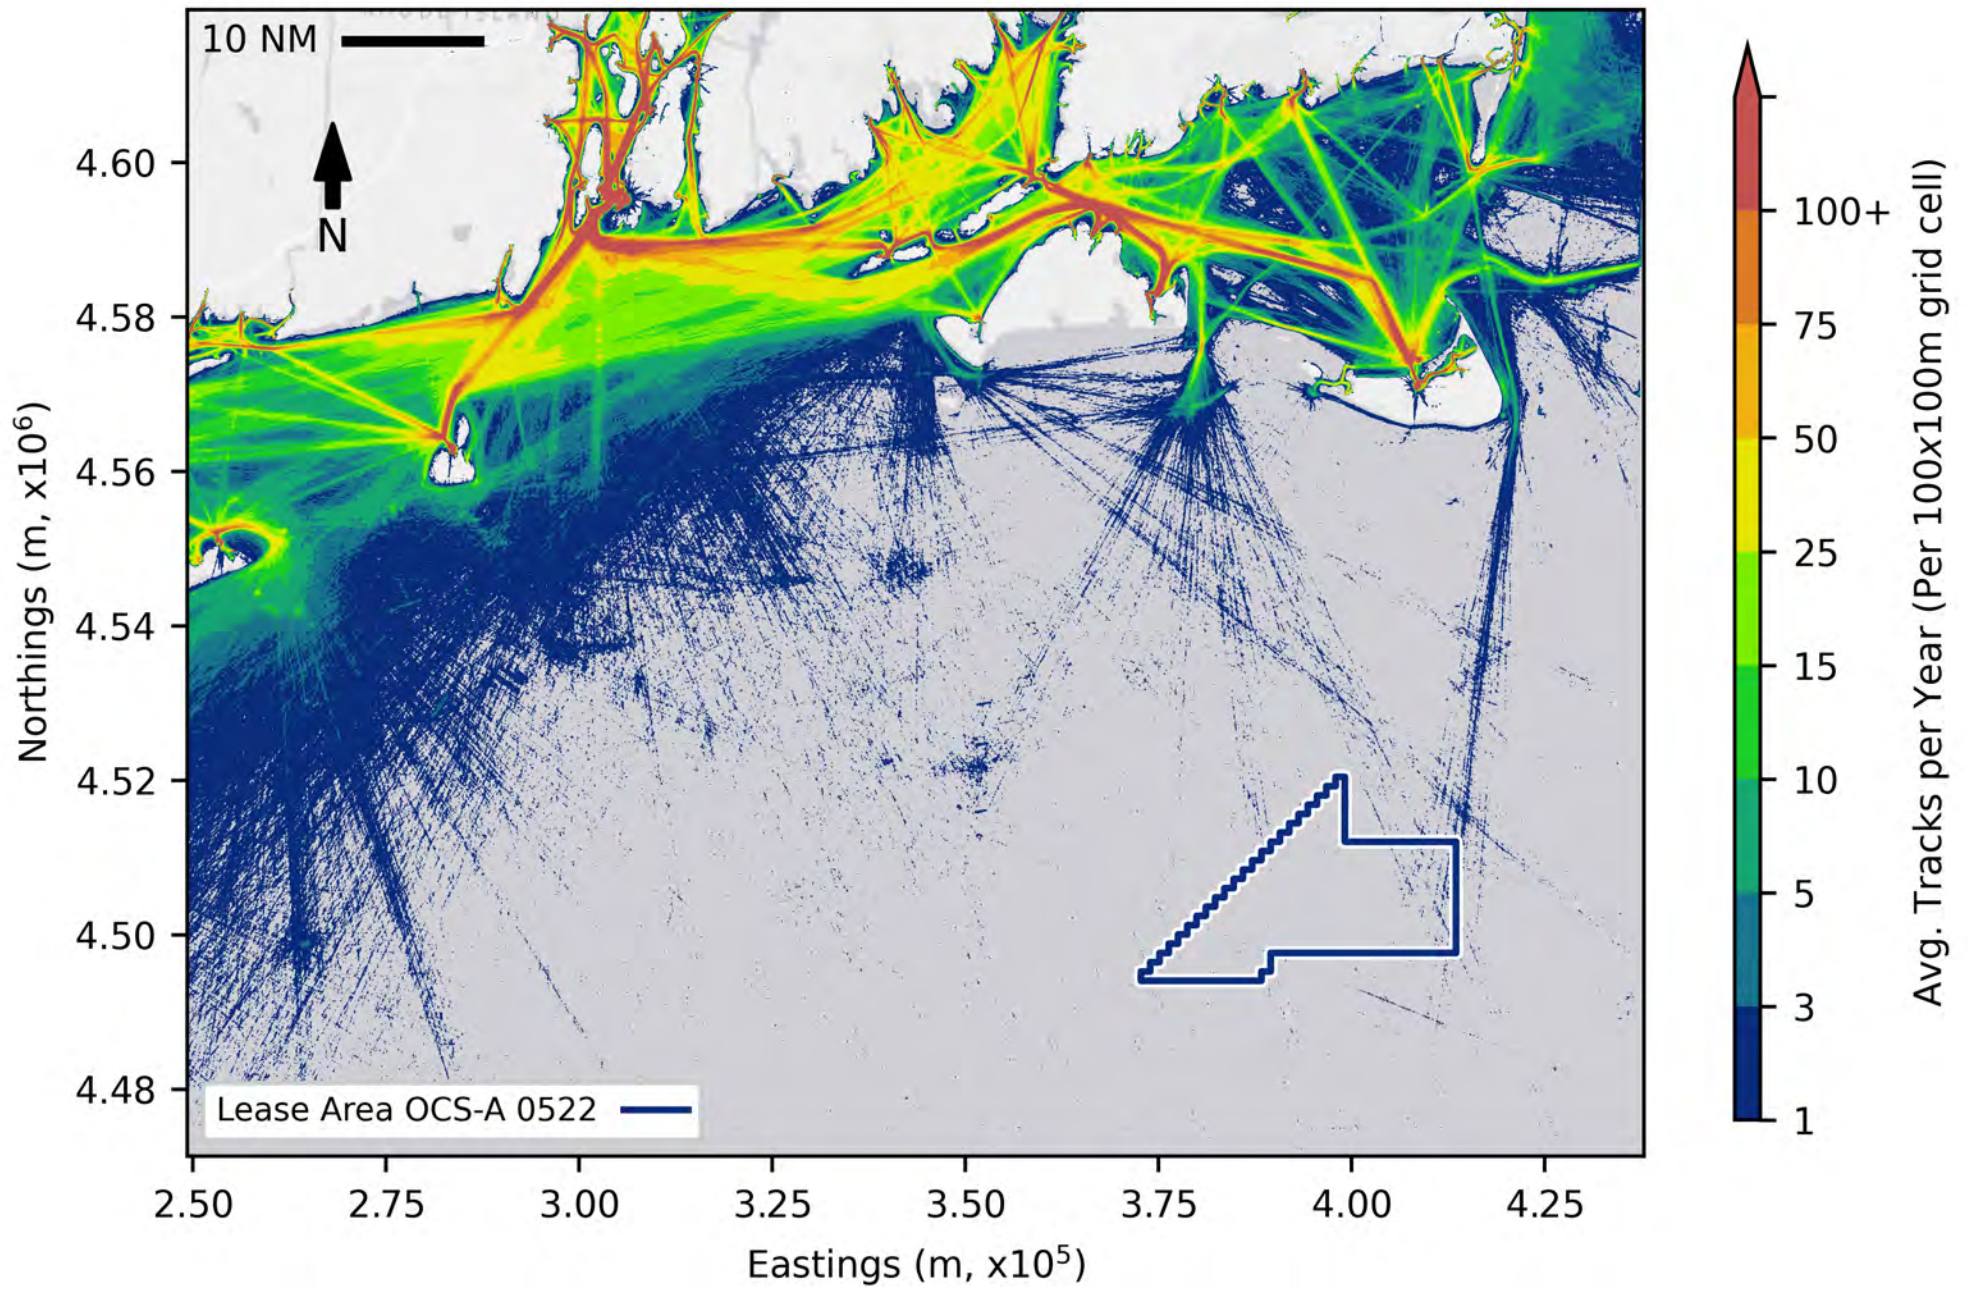 RHODE ISLAND
10 NM
N
4.60
4.58
4.56
4.54
4.52
4.50
4.48
Northings (m, x10⁶)
Lease Area OCS-A 0522
2.50 2.75 3.00 3.25 3.50 3.75 4.00 4.25
Eastings (m, x10⁵)
100+
75
50
25
15
10
5
3
1
Avg. Tracks per Year (Per 100x100m grid cell)